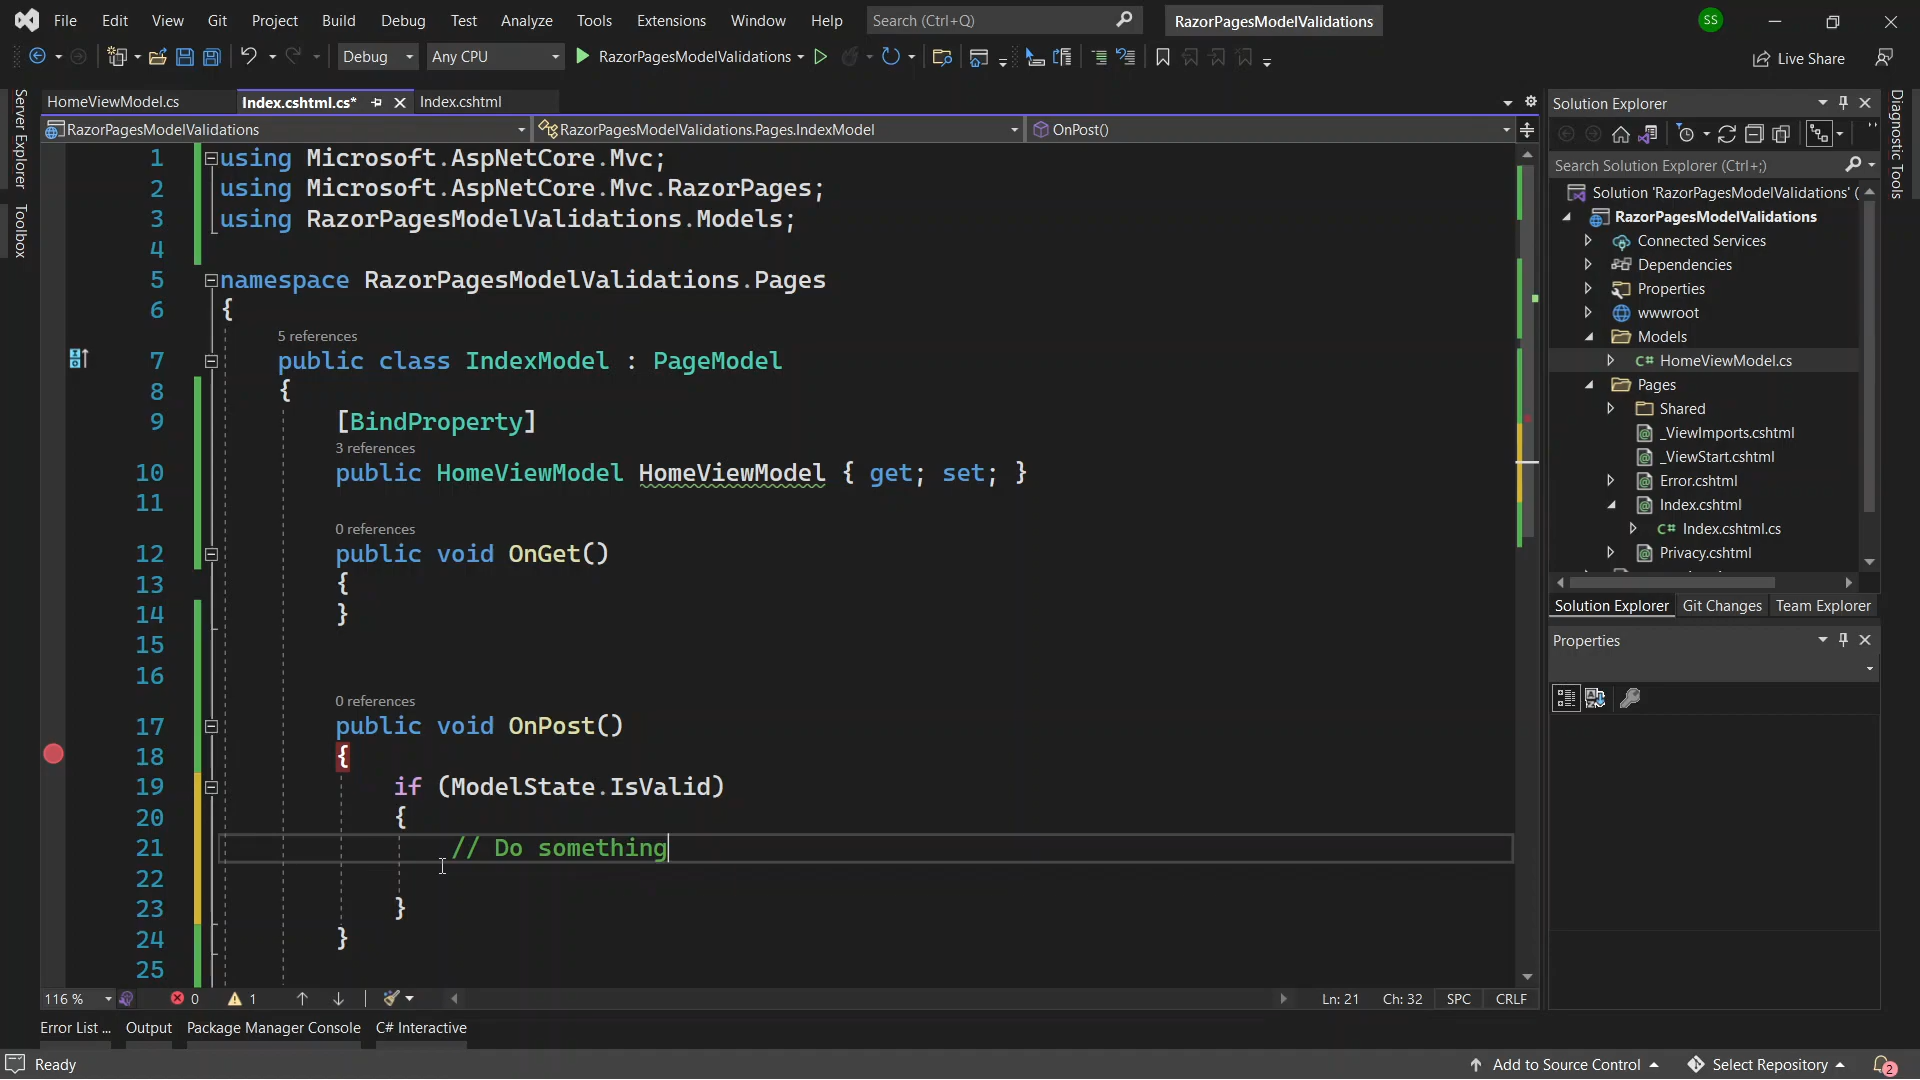 File Edit View Git Project Build Debug Test Analyze Tools Extensions Window Help Search (Ctrl+Q) RazorPagesModelValidations SS
Debug Any CPU RazorPagesModelValidations Live Share
Server Explorer
Toolbox
HomeViewModel.cs Index.cshtml.cs* Index.cshtml
RazorPagesModelValidations RazorPagesModelValidations.Pages.IndexModel OnPost()
1 using Microsoft.AspNetCore.Mvc;
2 using Microsoft.AspNetCore.Mvc.RazorPages;
3 using RazorPagesModelValidations.Models;
4
5 namespace RazorPagesModelValidations.Pages
6 {
5 references
7 public class IndexModel : PageModel
8 {
9 [BindProperty]
3 references
10 public HomeViewModel HomeViewModel { get; set; }
11
0 references
12 public void OnGet()
13 {
14 }
15
16
0 references
17 public void OnPost()
18 {
19 if (ModelState.IsValid)
20 {
21 // Do something
22
23 }
24 }
25
116 % 0 1 Ln: 21 Ch: 32 SPC CRLF
Error List ... Output Package Manager Console C# Interactive
Solution Explorer
Search Solution Explorer (Ctrl+;)
Solution 'RazorPagesModelValidations' (
RazorPagesModelValidations
Connected Services
Dependencies
Properties
wwwroot
Models
C# HomeViewModel.cs
Pages
Shared
_ViewImports.cshtml
_ViewStart.cshtml
Error.cshtml
Index.cshtml
C# Index.cshtml.cs
Privacy.cshtml
Solution Explorer Git Changes Team Explorer
Properties
Diagnostic Tools
Ready Add to Source Control Select Repository 2